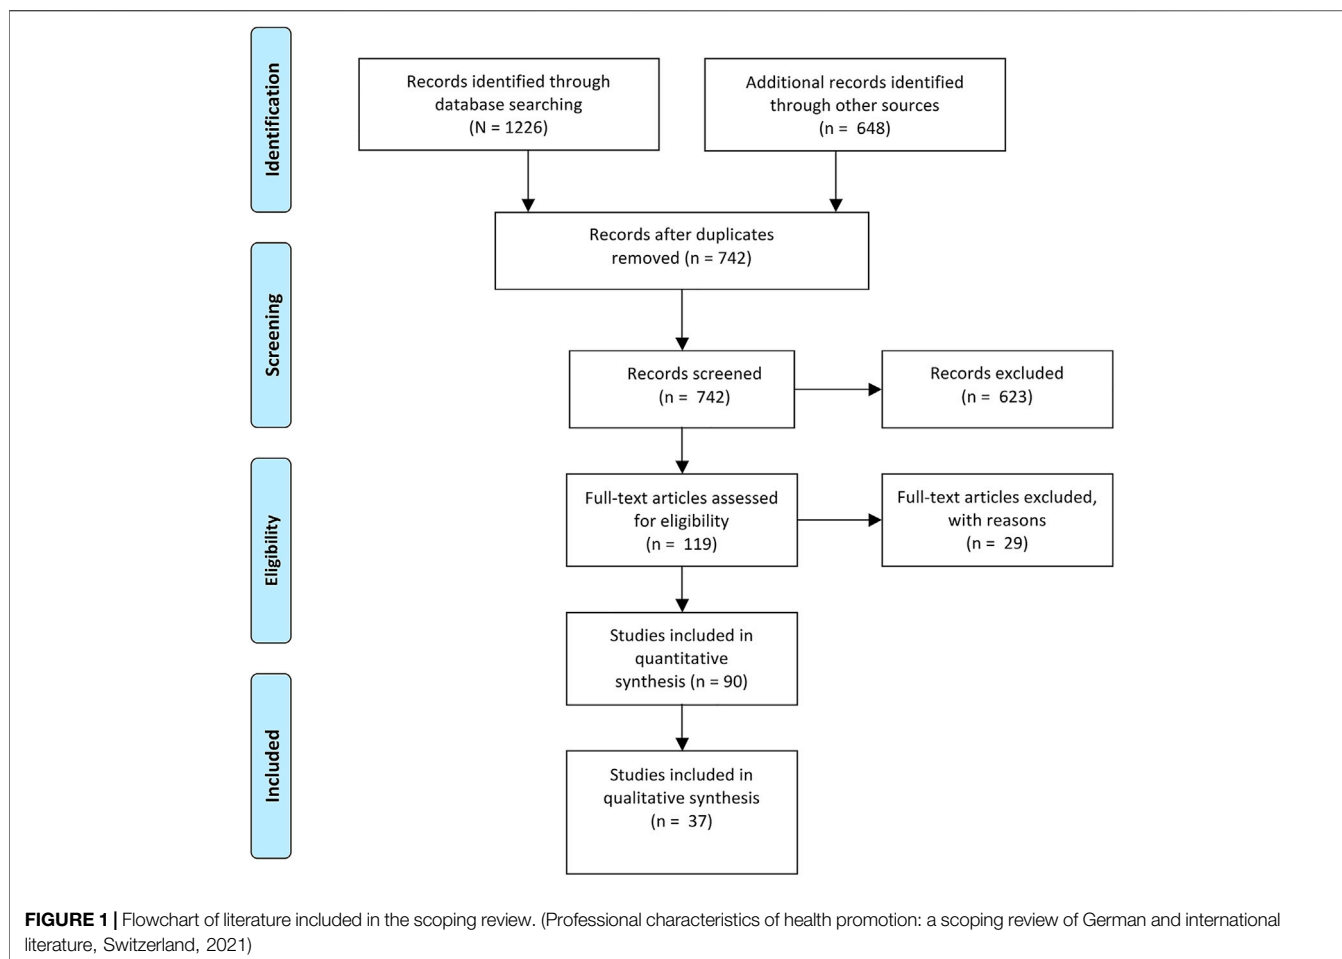 Identification
Records identified through
database searching
(N = 1226)
Additional records identified
through other sources
(n = 648)
Records after duplicates
removed (n = 742)
Screening
Records screened
(n = 742)
Records excluded
(n = 623)
Eligibility
Full-text articles assessed
for eligibility
(n = 119)
Full-text articles excluded,
with reasons
(n = 29)
Studies included in
quantitative
synthesis (n = 90)
Included
Studies included in
qualitative synthesis
(n = 37)
FIGURE 1 | Flowchart of literature included in the scoping review. (Professional characteristics of health promotion: a scoping review of German and international
literature, Switzerland, 2021)